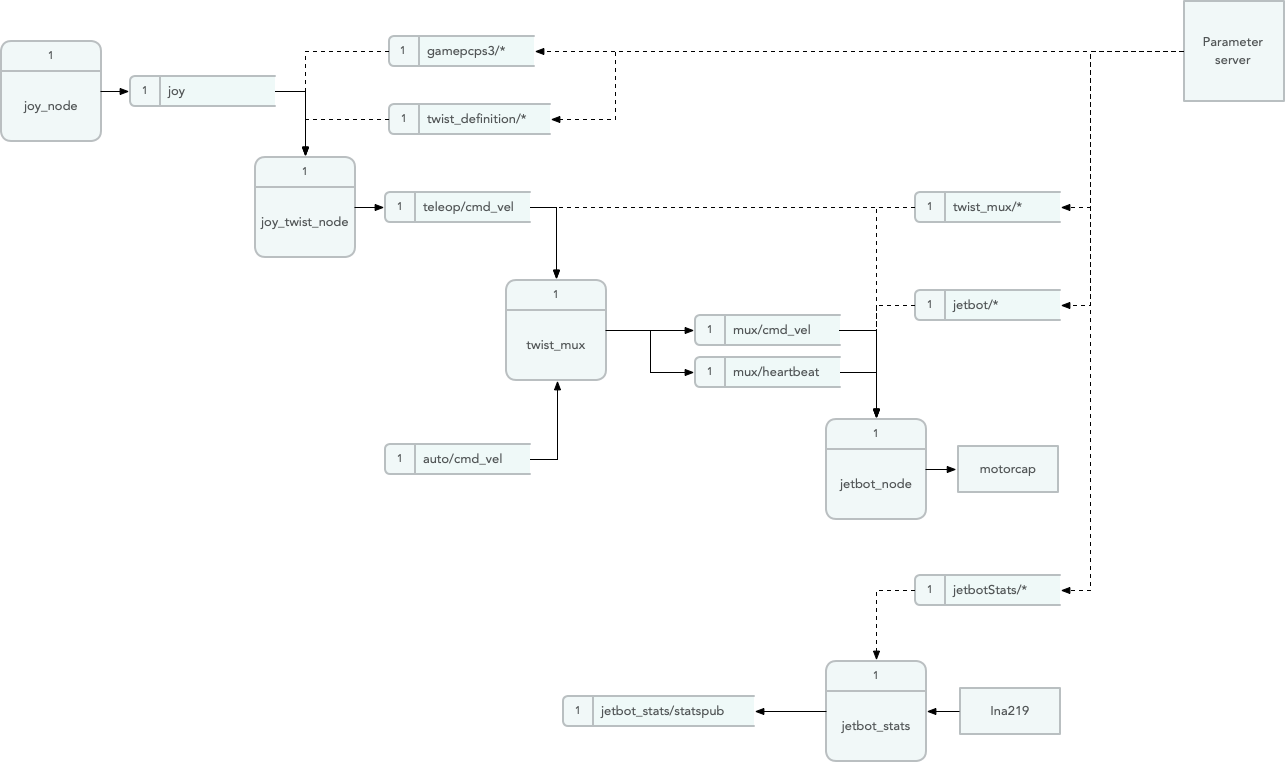 1
joy_node
1 joy
1 gamepcps3/*
1 twist_definition/*
Parameter
server
1
joy_twist_node
1 teleop/cmd_vel
1 twist_mux/*
1
twist_mux
1 mux/cmd_vel
1 mux/heartbeat
1 jetbot/*
1 auto/cmd_vel
1
jetbot_node
motorcap
1 jetbotStats/*
1
jetbot_stats
1 jetbot_stats/statspub
Ina219